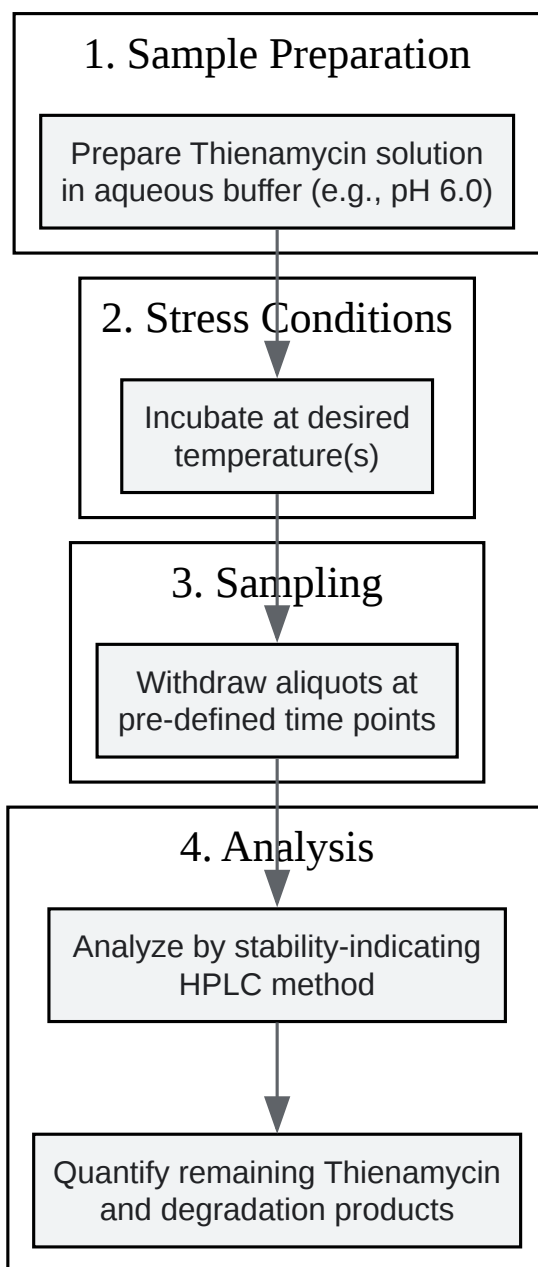 1. Sample Preparation
Prepare Thienamycin solution
in aqueous buffer (e.g., pH 6.0)
2. Stress Conditions
Incubate at desired
temperature(s)
3. Sampling
Withdraw aliquots at
pre-defined time points
4. Analysis
Analyze by stability-indicating
HPLC method
Quantify remaining Thienamycin
and degradation products